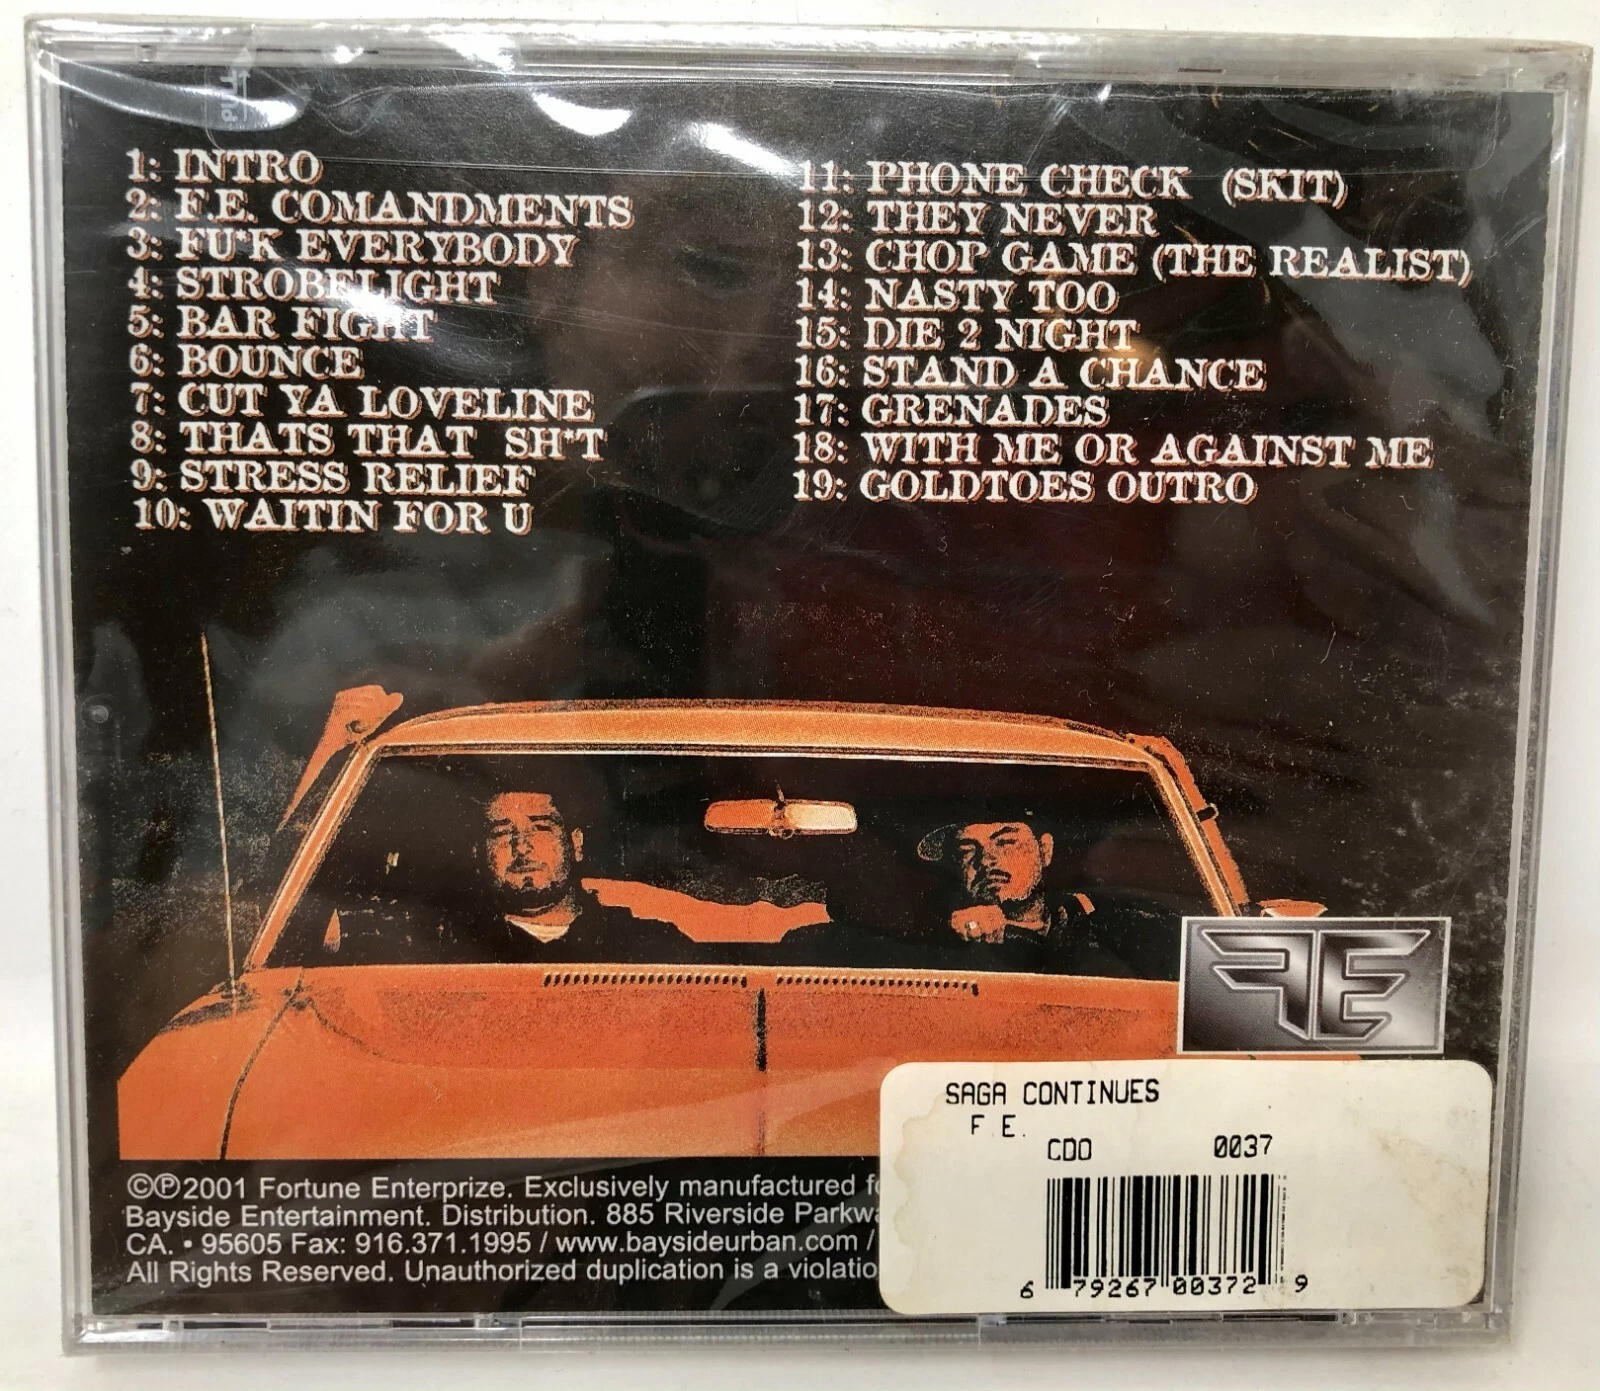 1: INTRO
2: F.E. COMANDMENTS
3: FU*K EVERYBODY
4: STROBELIGHT
5: BAR FIGHT
6: BOUNCE
7: CUT YA LOVELINE
8: THATS THAT SH*T
9: STRESS RELIEF
10: WAITIN FOR U
11: PHONE CHECK (SKIT)
12: THEY NEVER
13: CHOP GAME (THE REALIST)
14: NASTY TOO
15: DIE 2 NIGHT
16: STAND A CHANCE
17: GRENADES
18: WITH ME OR AGAINST ME
19: GOLDTOES OUTRO
FE
SAGA CONTINUES
F.E.
CDO 0037
6 79267 00372 9
©℗2001 Fortune Enterprize. Exclusively manufactured
Bayside Entertainment. Distribution. 885 Riverside
CA. • 95605 Fax: 916.371.1995 / www.baysideurban.com /
All Rights Reserved. Unauthorized duplication is a